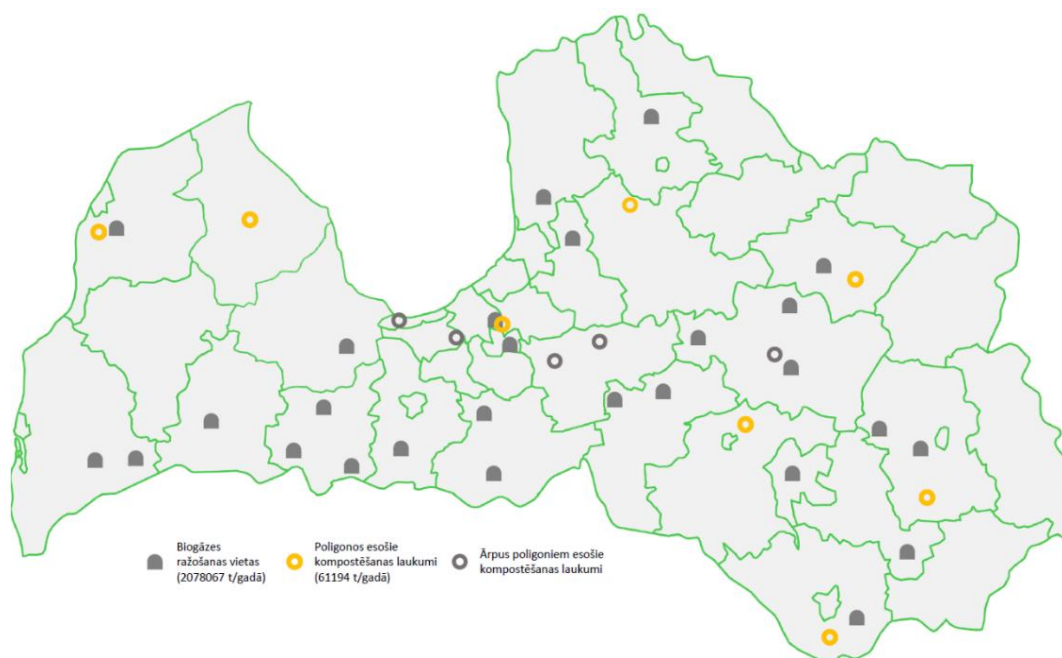 Biogāzes
ražošanas vietas
(2078067 t/gadā)
Poligonos esošie
kompostēšanas laukumi
(61194 t/gadā)
Ārpus poligoniem esošie
kompostēšanas laukumi